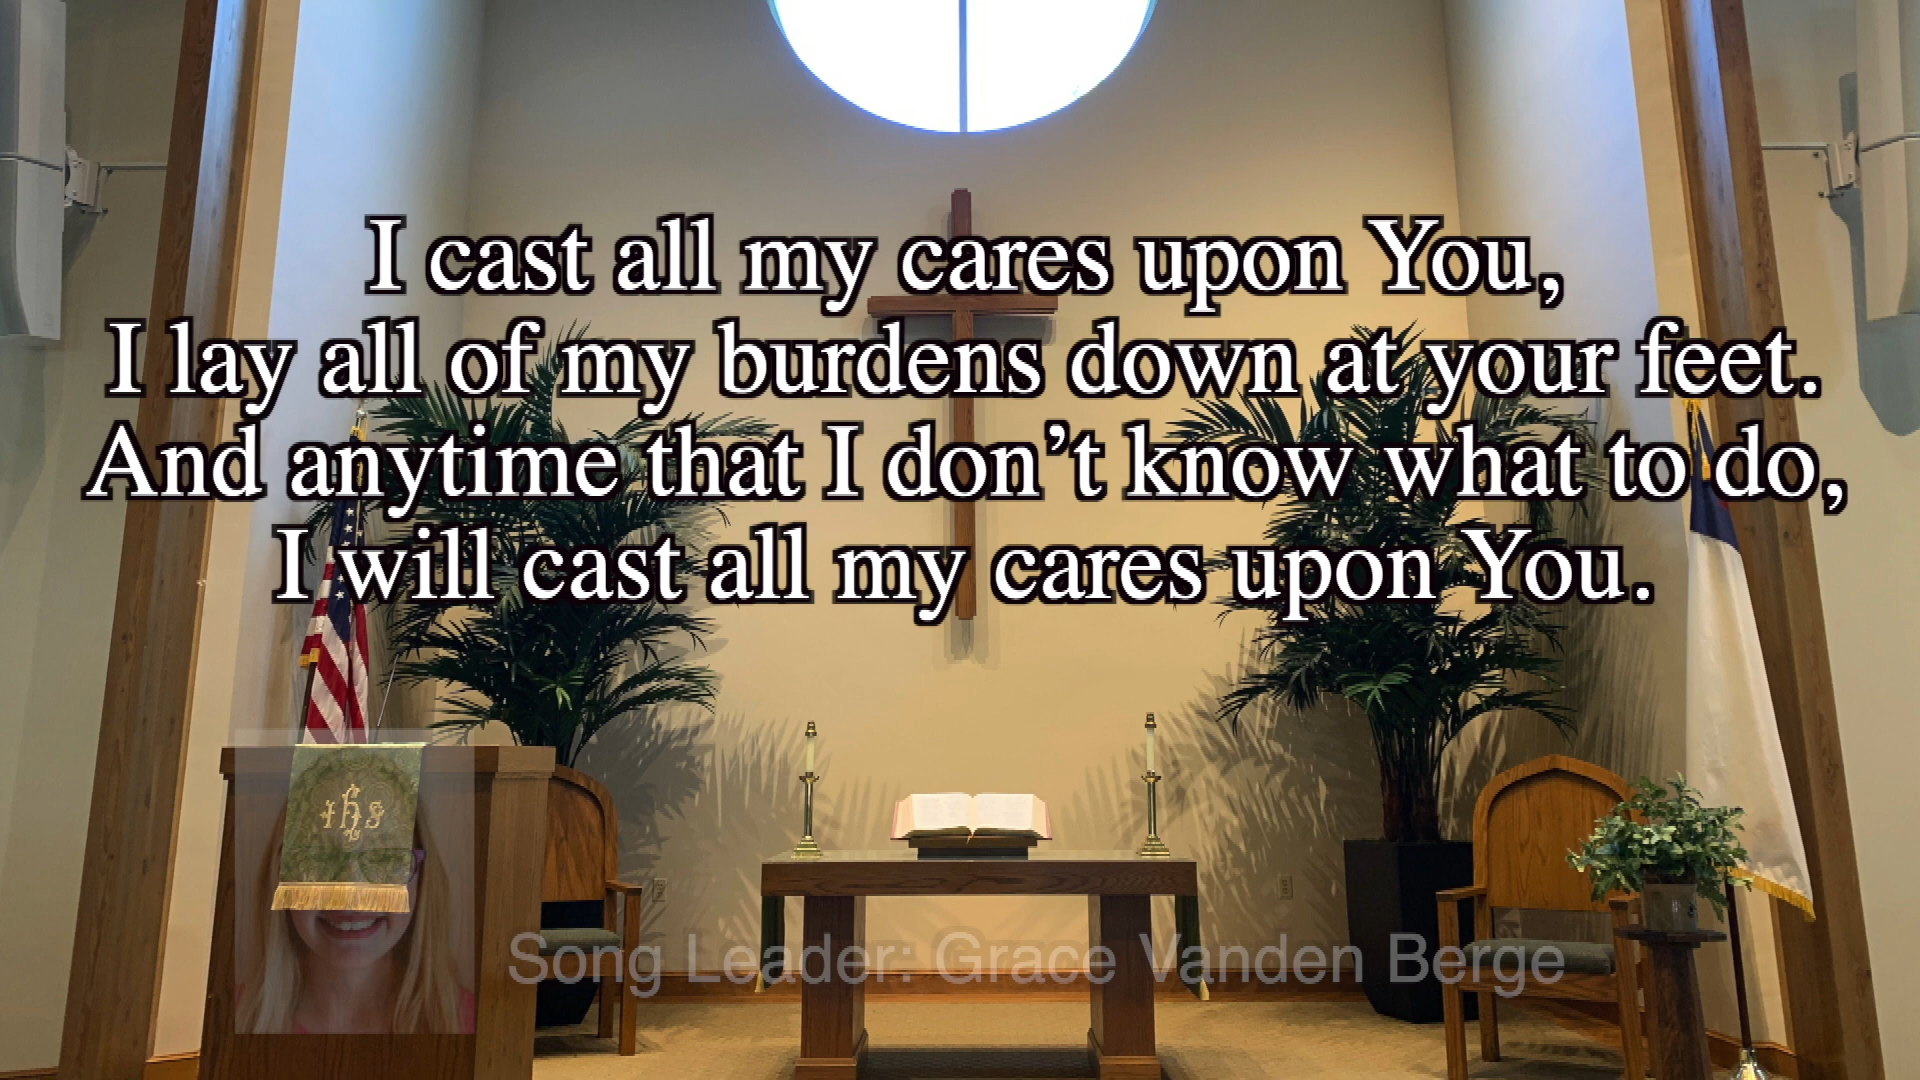 I cast all my cares upon You,
I lay all of my burdens down at your feet.
And anytime that I don’t know what to do,
I will cast all my cares upon You.
ihs
Song Leader: Grace Vanden Berge